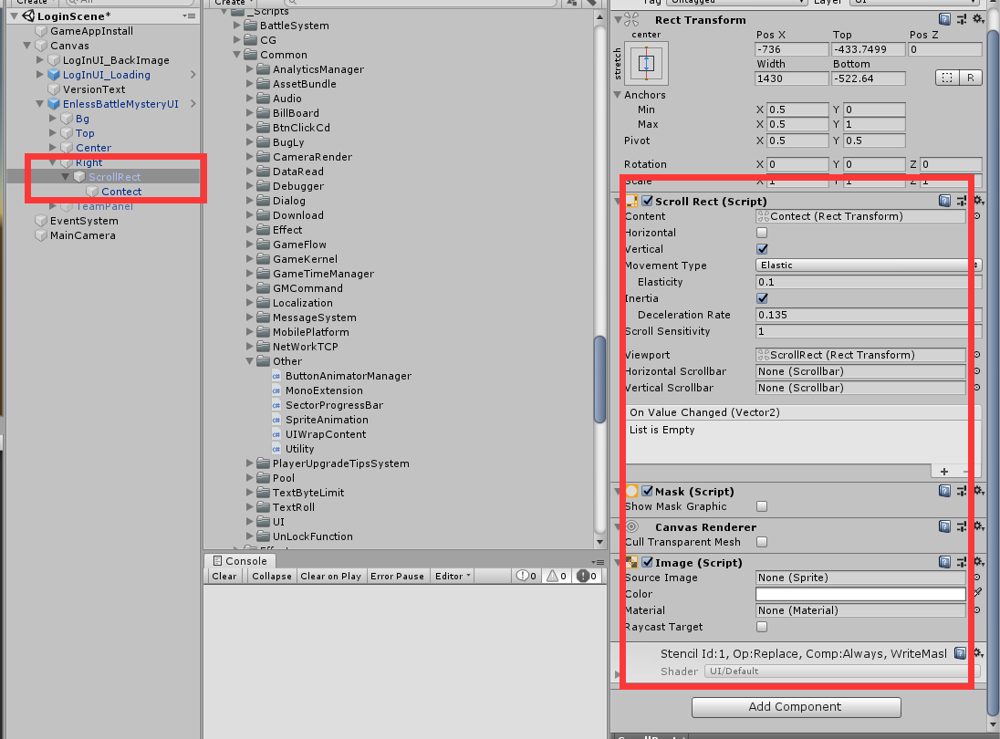 Create
All
LoginScene*
GameAppInstall
Canvas
LogInUI_BackImage
LogInUI_Loading
VersionText
EnlessBattleMysteryUI
Bg
Top
Center
Right
ScrollRect
Contect
TeamPanel
EventSystem
MainCamera
Create
_Scripts
BattleSystem
CG
Common
AnalyticsManager
AssetBundle
Audio
BillBoard
BtnClickCd
BugLy
CameraRender
DataRead
Debugger
Dialog
Download
Effect
GameFlow
GameKernel
GameTimeManager
GMCommand
Localization
MessageSystem
MobilePlatform
NetWorkTCP
Other
ButtonAnimatorManager
MonoExtension
SectorProgressBar
SpriteAnimation
UIWrapContent
Utility
PlayerUpgradeTipsSystem
Pool
TextByteLimit
TextRoll
UI
UnLockFunction
Console
Clear Collapse Clear on Play Error Pause Editor 0 0 0
Tag Untagged Layer UI
Rect Transform
center
stretch
Pos X Top Pos Z
-736 -433.7499 0
Width Bottom
1430 -522.64 R
Anchors
Min X 0.5 Y 0
Max X 0.5 Y 1
Pivot X 0.5 Y 0.5
Rotation X 0 Y 0 Z 0
Scale X 1 Y 1 Z 1
Scroll Rect (Script)
Content Contect (Rect Transform)
Horizontal
Vertical
Movement Type Elastic
Elasticity 0.1
Inertia
Deceleration Rate 0.135
Scroll Sensitivity 1
Viewport ScrollRect (Rect Transform)
Horizontal Scrollbar None (Scrollbar)
Vertical Scrollbar None (Scrollbar)
On Value Changed (Vector2)
List is Empty
+ −
Mask (Script)
Show Mask Graphic
Canvas Renderer
Cull Transparent Mesh
Image (Script)
Source Image None (Sprite)
Color
Material None (Material)
Raycast Target
Stencil Id:1, Op:Replace, Comp:Always, WriteMasl
Shader UI/Default
Add Component